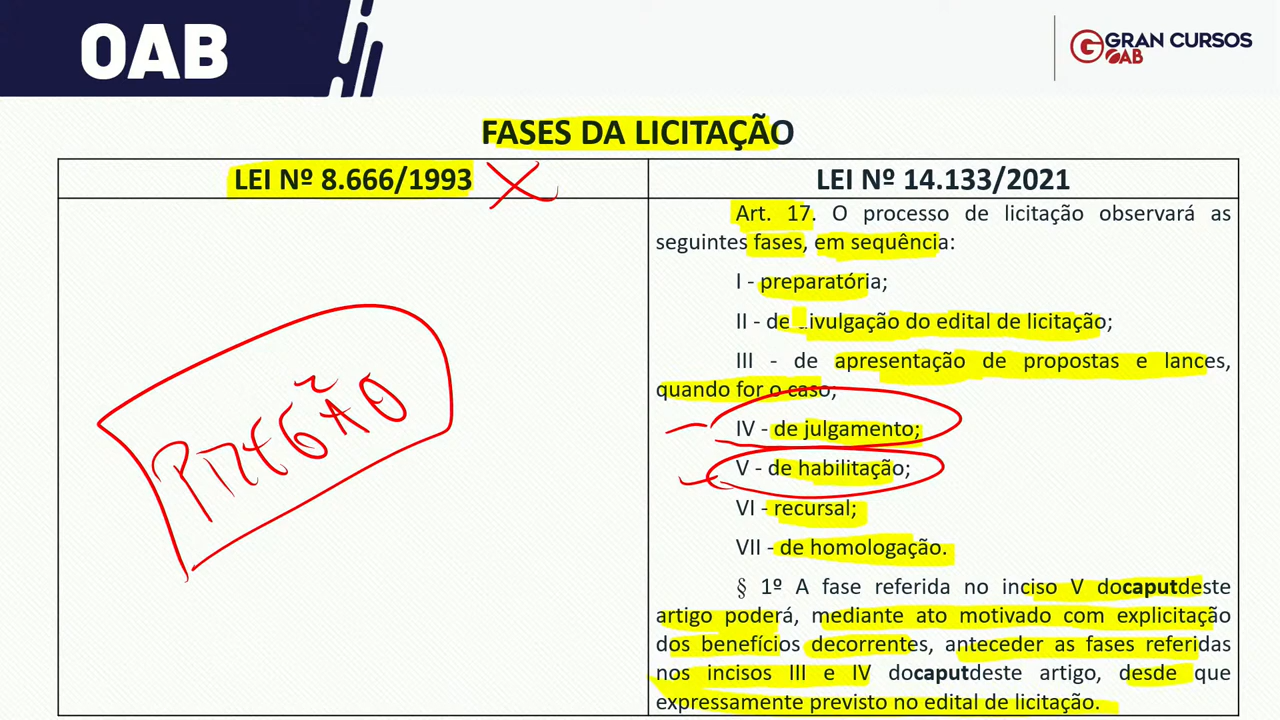 OAB
GRAN CURSOS
OAB
FASES DA LICITAÇÃO
LEI Nº 8.666/1993
LEI Nº 14.133/2021
PREGÃO
Art. 17. O processo de licitação observará as
seguintes fases, em sequência:
I - preparatória;
II - de divulgação do edital de licitação;
III - de apresentação de propostas e lances,
quando for o caso;
IV - de julgamento;
V - de habilitação;
VI - recursal;
VII - de homologação.
§ 1º A fase referida no inciso V docaputdeste
artigo poderá, mediante ato motivado com explicitação
dos benefícios decorrentes, anteceder as fases referidas
nos incisos III e IV docaputdeste artigo, desde que
expressamente previsto no edital de licitação.